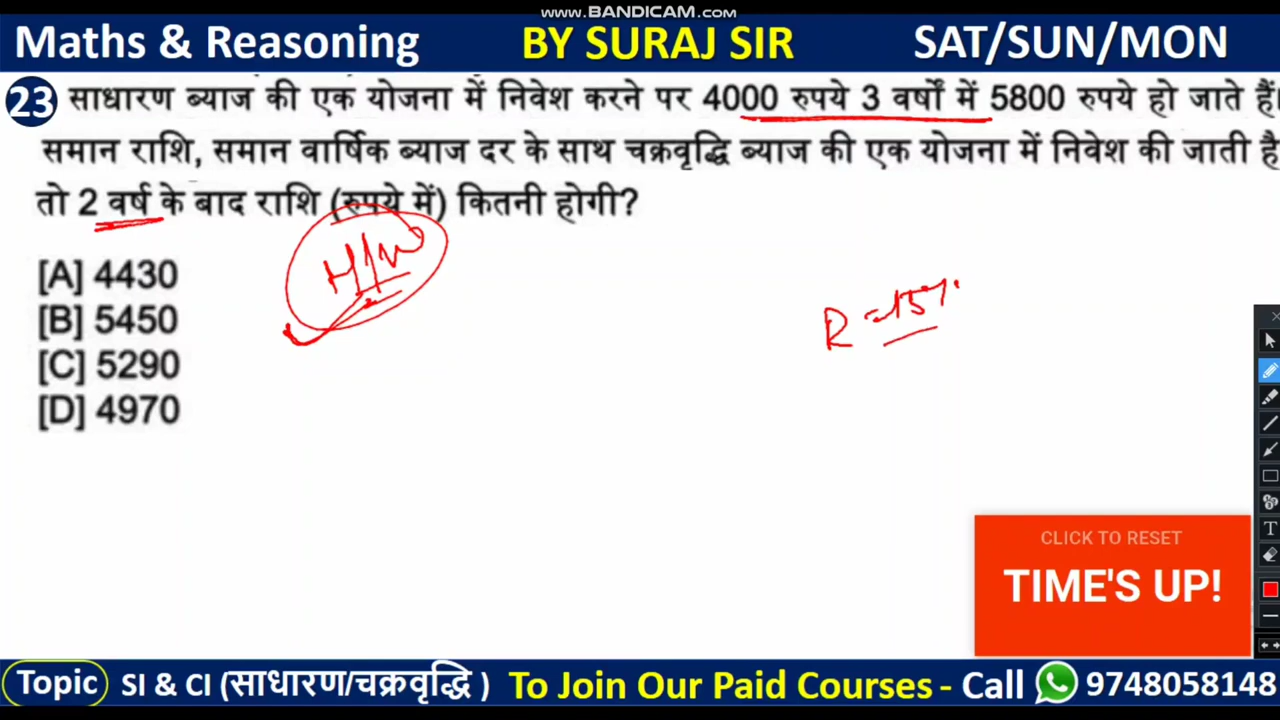 www.BANDICAM.com
Maths & Reasoning BY SURAJ SIR SAT/SUN/MON
23 साधारण ब्याज की एक योजना में निवेश करने पर 4000 रुपये 3 वर्षों में 5800 रुपये हो जाते हैं।
समान राशि, समान वार्षिक ब्याज दर के साथ चक्रवृद्धि ब्याज की एक योजना में निवेश की जाती है
तो 2 वर्ष के बाद राशि (रुपये में) कितनी होगी?
H/W
[A] 4430
R = 15%
[B] 5450
[C] 5290
[D] 4970
CLICK TO RESET
TIME'S UP!
Topic SI & CI (साधारण/चक्रवृद्धि ) To Join Our Paid Courses - Call 9748058148